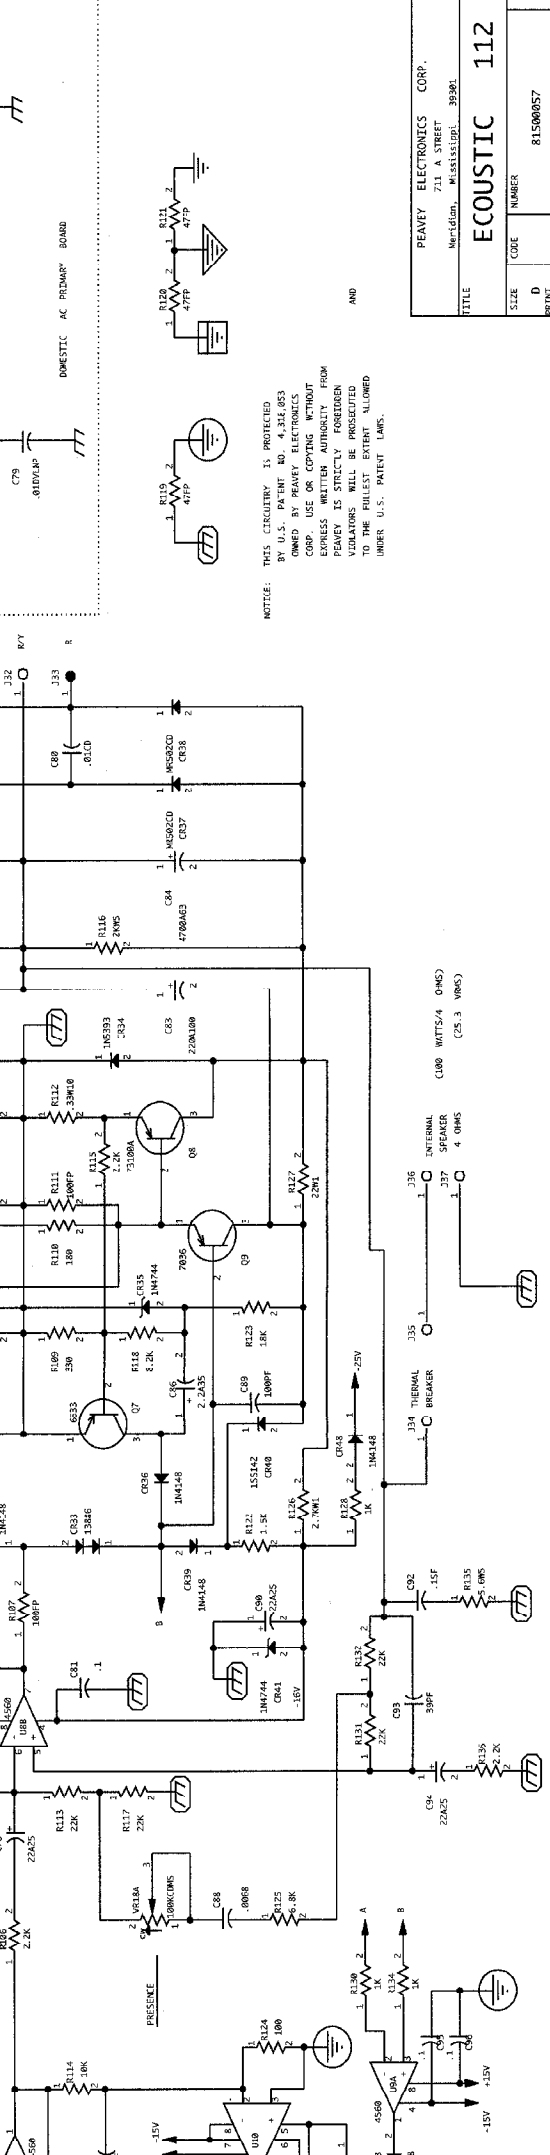 PEAVEY ELECTRONICS CORP.
711 A STREET
Meridian, Mississippi 39301
TITLE
ECOUSTIC 112
SIZE
D
CODE
NUMBER
81500057
DOMESTIC AC PRIMARY BOARD
C79
R121
47FP
R120
47FP
R119
47FP
AND
NOTICE: THIS CIRCUITRY IS PROTECTED
BY U.S. PATENT NO. 4,318,053
OWNED BY PEAVEY ELECTRONICS
CORP. USE OR COPYING WITHOUT
EXPRESS WRITTEN AUTHORITY FROM
PEAVEY IS STRICTLY FORBIDDEN
VIOLATORS WILL BE PROSECUTED
TO THE FULLEST EXTENT ALLOWED
UNDER U.S. PATENT LAWS.
J32
R/Y
J33
R
C80
.01CD
MR502CD
CR38
MR502CD
CR37
C84
4700A63
R116
2KW5
C83
220A100
1N5393
CR34
R112
.33W10
R115
2.2K
Q8
R111
100FP
R110
180
7036
Q9
R127
22W1
CR35
1N4744
R109
330
R118
8.2K
R123
18K
6533
Q7
C86
2.2A35
C89
100PF
1SS142
CR40
CR36
1N4148
-25V
CR48
1N4148
R126
R128
1K
1N4148
CR33
CR39
1N4148
R122
1.5K
B
R107
100FP
C90
22A25
1N4744
CR41
-16V
C81
.1
4560
U8B
J36
INTERNAL
SPEAKER
4 OHMS
J37
(100 WATTS/4 OHMS)
(25.3 VRMS)
J35
J34
THERMAL
BREAKER
C92
.15F
R135
5.6W5
R132
22K
R131
22K
C93
39PF
C94
22A25
R136
2.2K
R113
22K
R117
22K
22A25
VR18A
100KCDMS
CW
C88
.0068
R125
6.8K
R106
2.2K
PRESENCE
R130
1K
A
R134
1K
B
R124
100
R114
10K
U9A
4560
C95
.1
C96
.1
+15V
-15V
U10
-15V